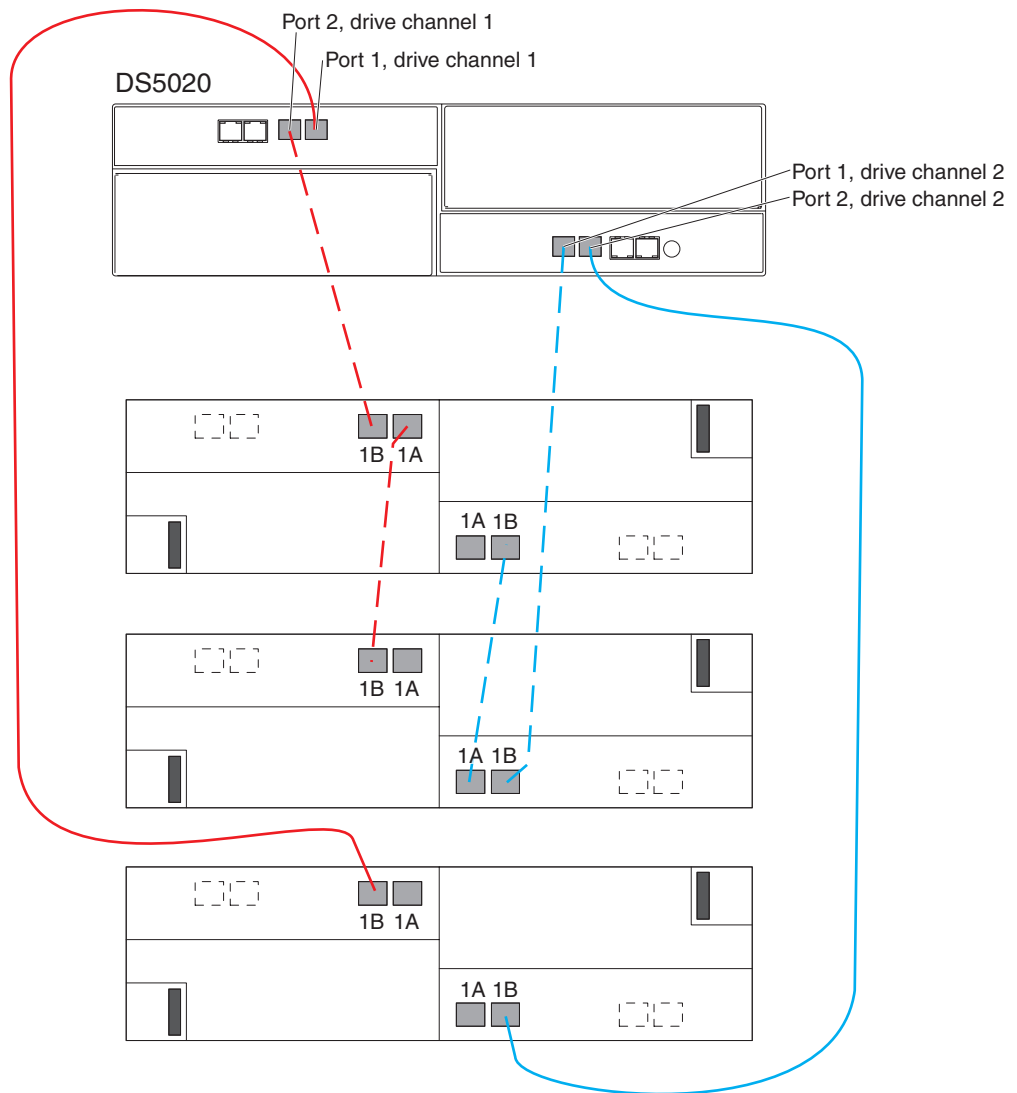 Port 2, drive channel 1
Port 1, drive channel 1
DS5020
Port 1, drive channel 2
Port 2, drive channel 2
1B 1A
1A 1B
1B 1A
1A 1B
1B 1A
1A 1B